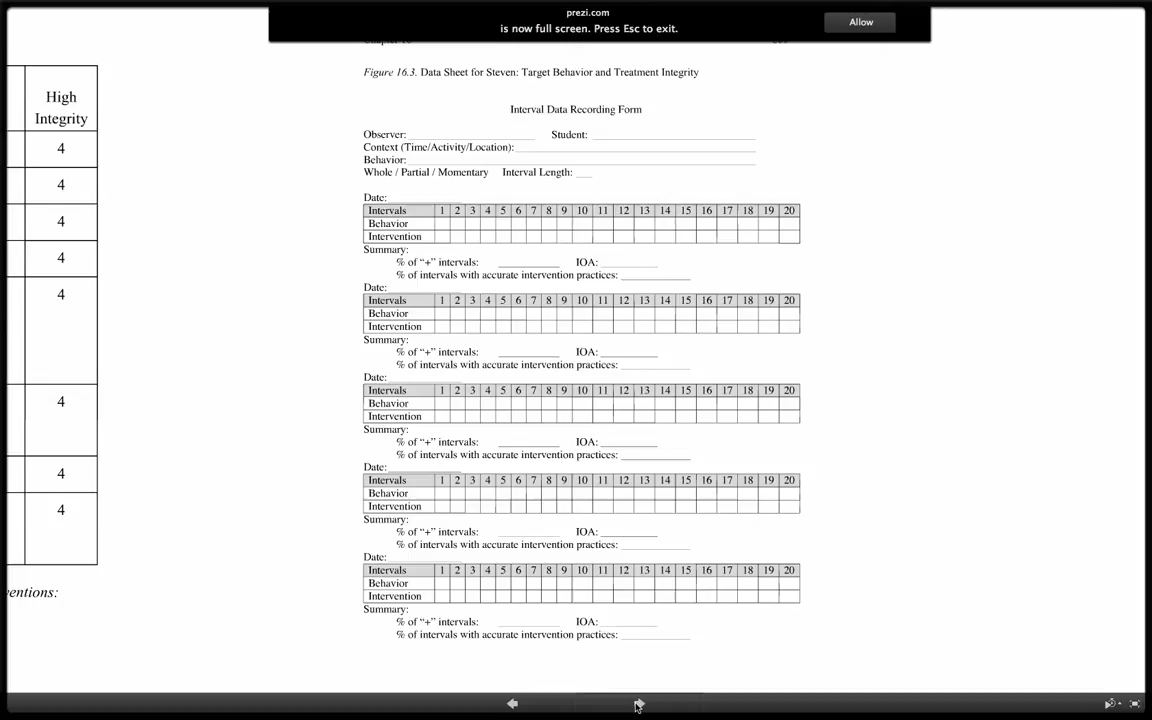 prezi.com
is now full screen. Press Esc to exit.
Allow
High
Integrity
4
4
4
4
4
4
4
4
ventions:
Figure 16.3. Data Sheet for Steven: Target Behavior and Treatment Integrity
Interval Data Recording Form
Observer: Student:
Context (Time/Activity/Location):
Behavior:
Whole / Partial / Momentary Interval Length:
Date:
Intervals 1 2 3 4 5 6 7 8 9 10 11 12 13 14 15 16 17 18 19 20
Behavior
Intervention
Summary:
% of “+” intervals: IOA:
% of intervals with accurate intervention practices:
Date:
Intervals 1 2 3 4 5 6 7 8 9 10 11 12 13 14 15 16 17 18 19 20
Behavior
Intervention
Summary:
% of “+” intervals: IOA:
% of intervals with accurate intervention practices:
Date:
Intervals 1 2 3 4 5 6 7 8 9 10 11 12 13 14 15 16 17 18 19 20
Behavior
Intervention
Summary:
% of “+” intervals: IOA:
% of intervals with accurate intervention practices:
Date:
Intervals 1 2 3 4 5 6 7 8 9 10 11 12 13 14 15 16 17 18 19 20
Behavior
Intervention
Summary:
% of “+” intervals: IOA:
% of intervals with accurate intervention practices:
Date:
Intervals 1 2 3 4 5 6 7 8 9 10 11 12 13 14 15 16 17 18 19 20
Behavior
Intervention
Summary:
% of “+” intervals: IOA:
% of intervals with accurate intervention practices: